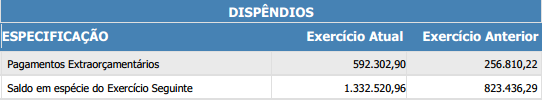 DISPÊNDIOS
ESPECIFICAÇÃO Exercício Atual Exercício Anterior
Pagamentos Extraorçamentários 592.302,90 256.810,22
Saldo em espécie do Exercício Seguinte 1.332.520,96 823.436,29